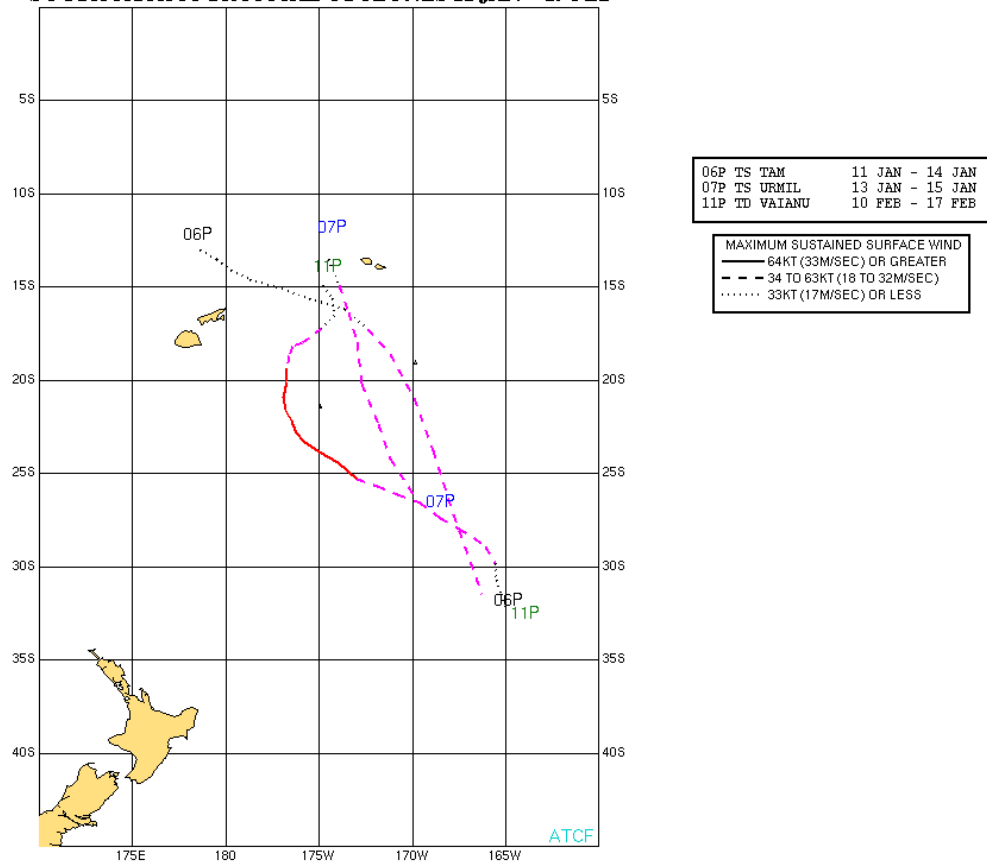 5S 5S
06P TS TAM 11 JAN - 14 JAN
07P TS URMIL 13 JAN - 15 JAN
11P TD VAIANU 10 FEB - 17 FEB
10S 10S
06P
07P
MAXIMUM SUSTAINED SURFACE WIND
64KT (33M/SEC) OR GREATER
34 TO 63KT (18 TO 32M/SEC)
33KT (17M/SEC) OR LESS
11P
15S 15S
20S 20S
25S 25S
07P
30S 30S
06P
11P
35S 35S
40S 40S
ATCF
175E 180 175W 170W 165W